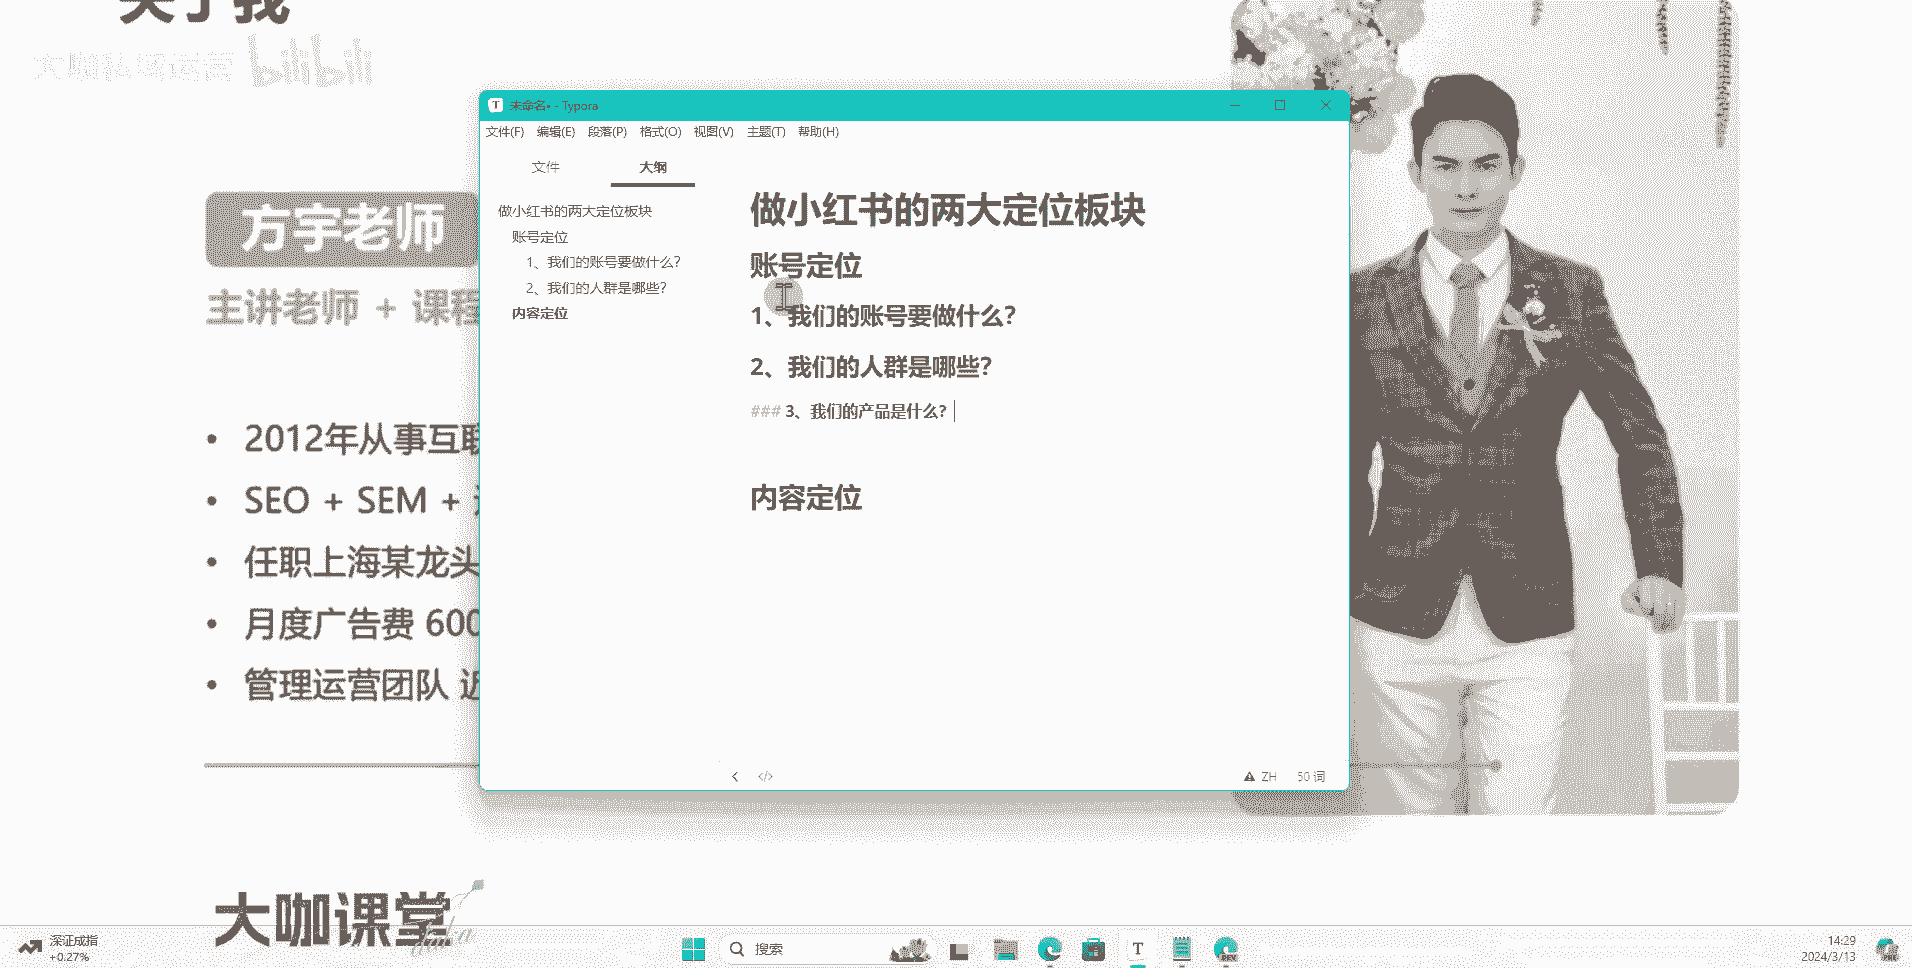 关于我
大咖私域运营 bilibili
方宇老师
主讲老师 + 课程
• 2012年从事互联
• SEO + SEM +
• 任职上海某龙头
• 月度广告费 600
• 管理运营团队 近
大咖课堂
daka
未命名• - Typora
文件(F) 编辑(E) 段落(P) 格式(O) 视图(V) 主题(T) 帮助(H)
文件 大纲
做小红书的两大定位板块
账号定位
1、我们的账号要做什么?
2、我们的人群是哪些?
内容定位
做小红书的两大定位板块
账号定位
1、我们的账号要做什么?
2、我们的人群是哪些?
### 3、我们的产品是什么?
内容定位
ZH 50 词
深证成指
+0.27%
搜索
14:29
2024/3/13